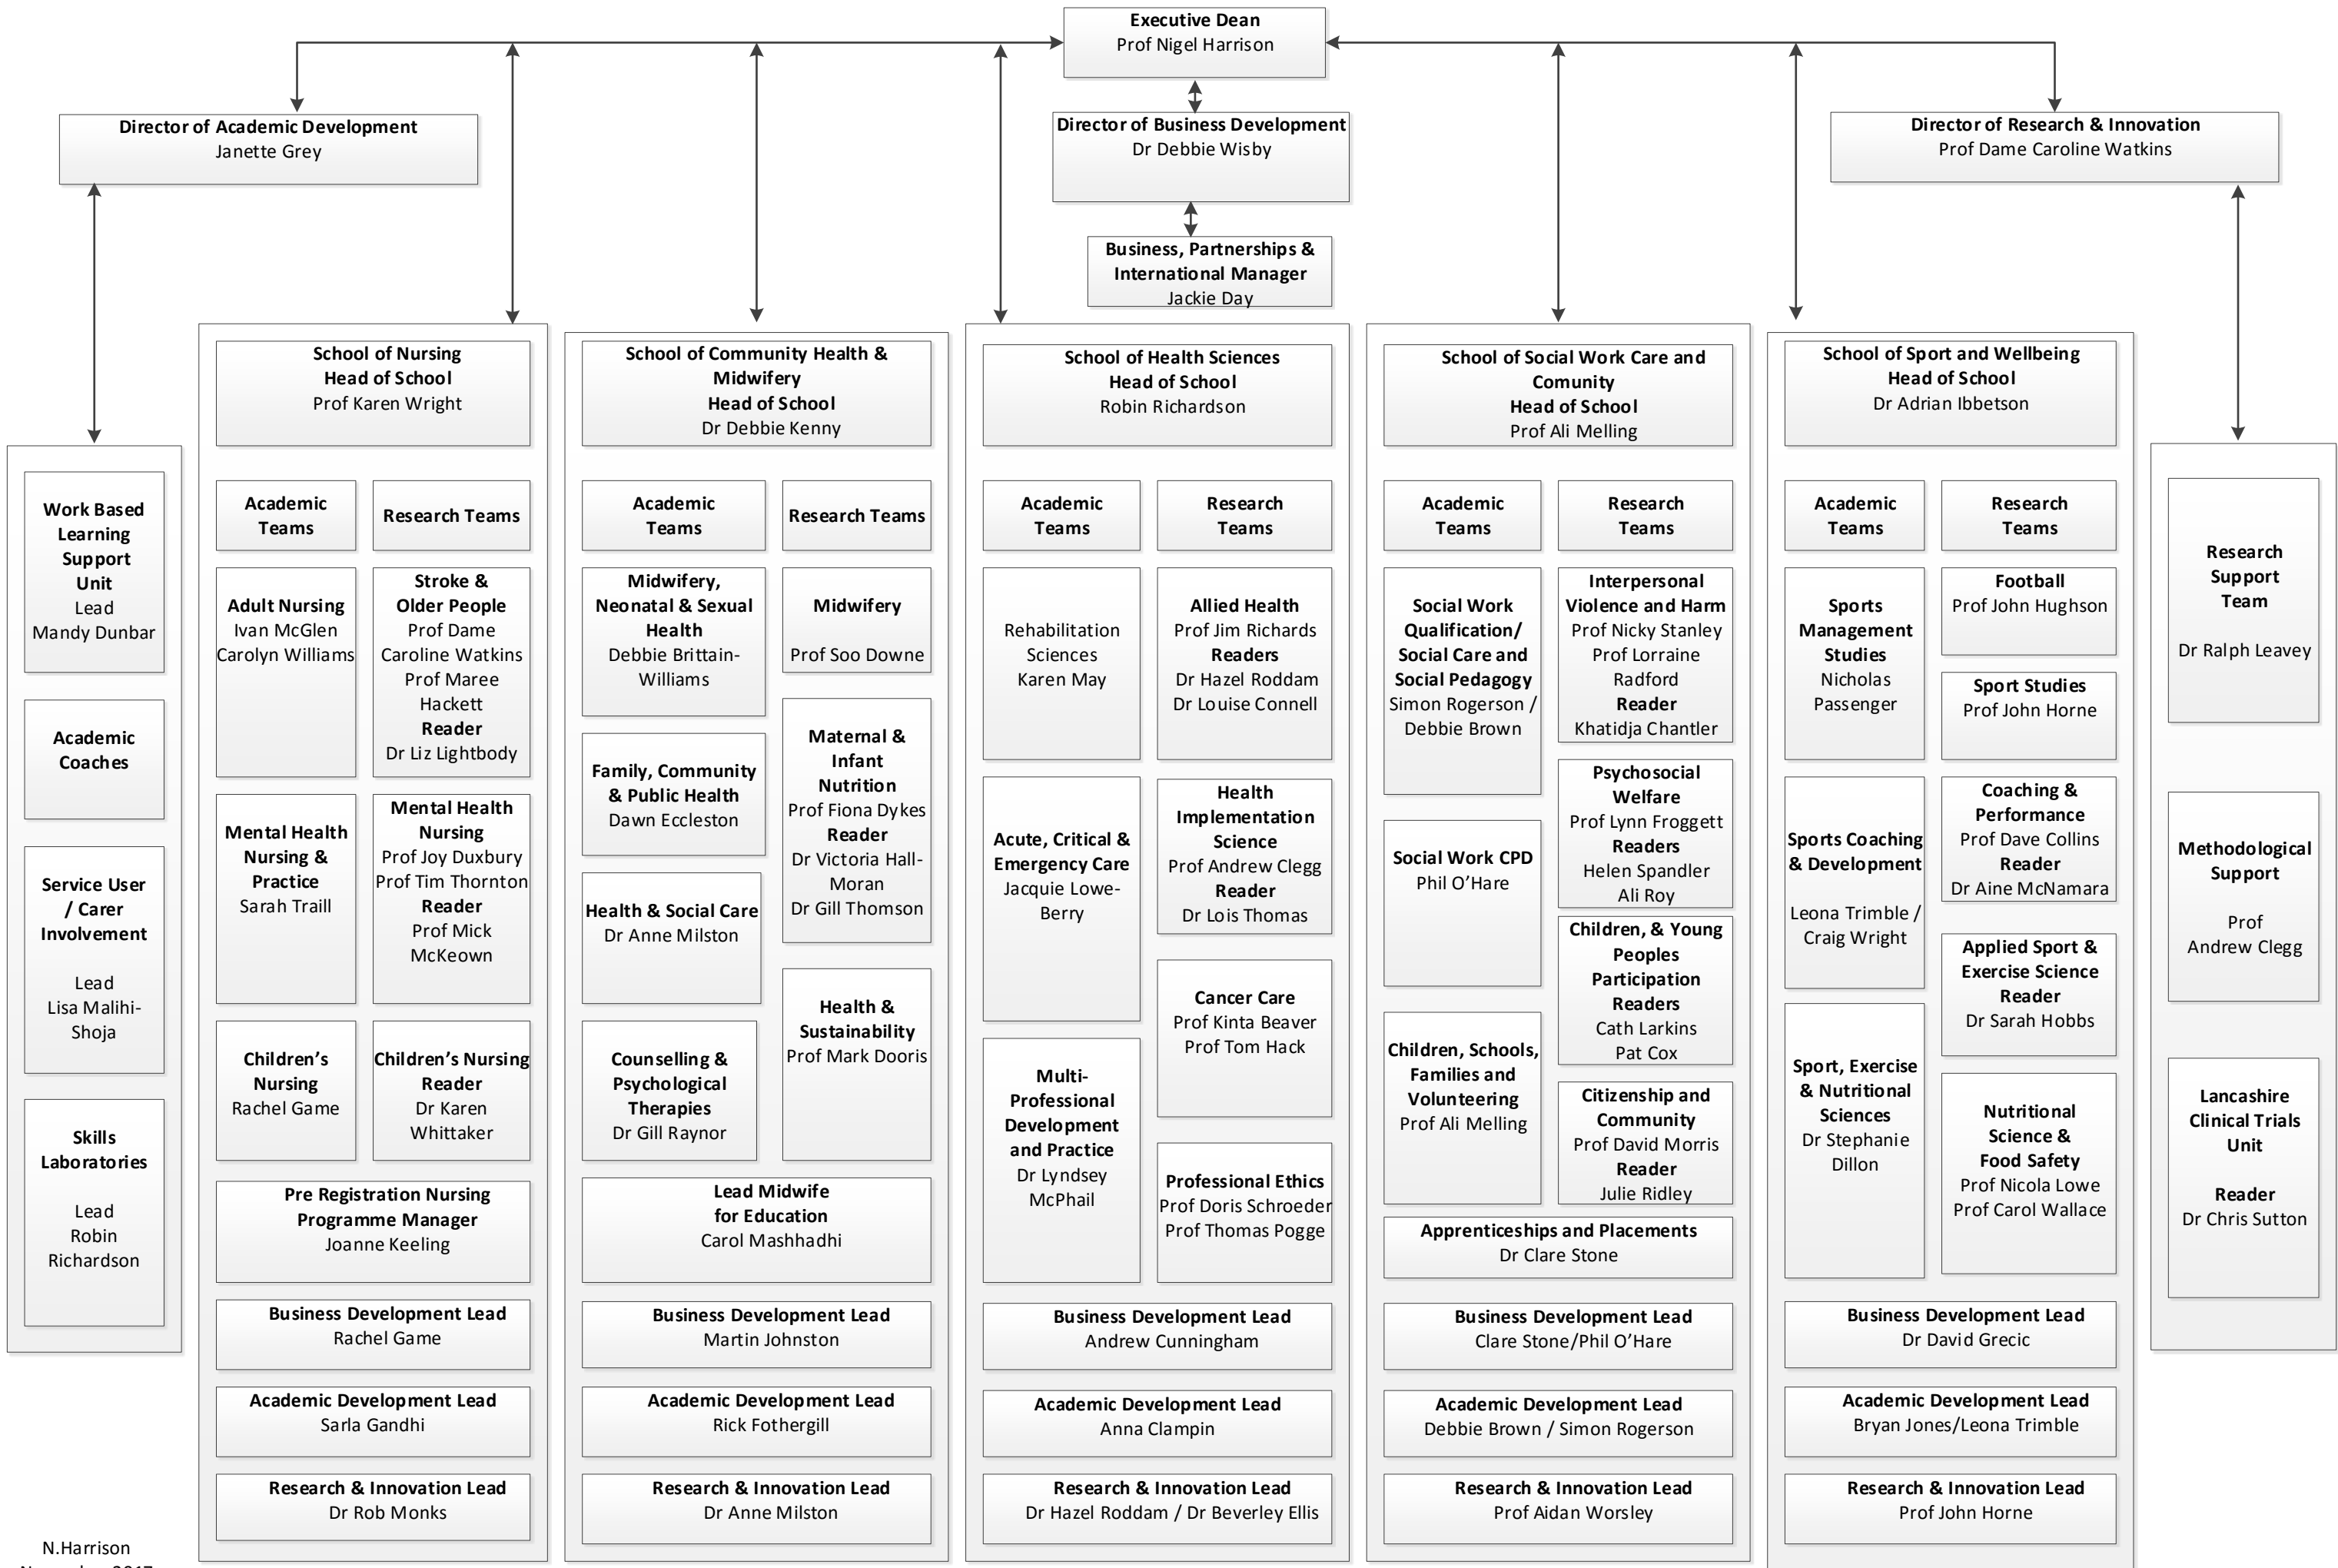 Executive Dean
Prof Nigel Harrison
Director of Academic Development
Janette Grey
Director of Business Development
Dr Debbie Wisby
Director of Research & Innovation
Prof Dame Caroline Watkins
Business, Partnerships &
International Manager
Jackie Day
Work Based
Learning
Support
Unit
Lead
Mandy Dunbar
Academic
Coaches
Service User
/ Carer
Involvement
Lead
Lisa Malihi-
Shoja
Skills
Laboratories
Lead
Robin
Richardson
School of Nursing
Head of School
Prof Karen Wright
Academic
Teams
Research Teams
Adult Nursing
Ivan McGlen
Carolyn Williams
Stroke &
Older People
Prof Dame
Caroline Watkins
Prof Maree
Hackett
Reader
Dr Liz Lightbody
Mental Health
Nursing &
Practice
Sarah Traill
Mental Health
Nursing
Prof Joy Duxbury
Prof Tim Thornton
Reader
Prof Mick
McKeown
Children's
Nursing
Rachel Game
Children's Nursing
Reader
Dr Karen
Whittaker
Pre Registration Nursing
Programme Manager
Joanne Keeling
Business Development Lead
Rachel Game
Academic Development Lead
Sarla Gandhi
Research & Innovation Lead
Dr Rob Monks
School of Community Health &
Midwifery
Head of School
Dr Debbie Kenny
Academic
Teams
Research Teams
Midwifery,
Neonatal & Sexual
Health
Debbie Brittain-
Williams
Midwifery
Prof Soo Downe
Family, Community
& Public Health
Dawn Eccleston
Maternal &
Infant
Nutrition
Prof Fiona Dykes
Reader
Dr Victoria Hall-
Moran
Dr Gill Thomson
Health & Social Care
Dr Anne Milston
Health &
Sustainability
Prof Mark Dooris
Counselling &
Psychological
Therapies
Dr Gill Raynor
Lead Midwife
for Education
Carol Mashhadhi
Business Development Lead
Martin Johnston
Academic Development Lead
Rick Fothergill
Research & Innovation Lead
Dr Anne Milston
School of Health Sciences
Head of School
Robin Richardson
Academic
Teams
Research
Teams
Rehabilitation
Sciences
Karen May
Allied Health
Prof Jim Richards
Readers
Dr Hazel Roddam
Dr Louise Connell
Acute, Critical &
Emergency Care
Jacquie Lowe-
Berry
Health
Implementation
Science
Prof Andrew Clegg
Reader
Dr Lois Thomas
Cancer Care
Prof Kinta Beaver
Prof Tom Hack
Multi-
Professional
Development
and Practice
Dr Lyndsey
McPhail
Professional Ethics
Prof Doris Schroeder
Prof Thomas Pogge
Business Development Lead
Andrew Cunningham
Academic Development Lead
Anna Clampin
Research & Innovation Lead
Dr Hazel Roddam / Dr Beverley Ellis
School of Social Work Care and
Comunity
Head of School
Prof Ali Melling
Academic
Teams
Research
Teams
Social Work
Qualification/
Social Care and
Social Pedagogy
Simon Rogerson /
Debbie Brown
Interpersonal
Violence and Harm
Prof Nicky Stanley
Prof Lorraine
Radford
Reader
Khatidja Chantler
Psychosocial
Welfare
Prof Lynn Froggett
Readers
Helen Spandler
Ali Roy
Social Work CPD
Phil O'Hare
Children, & Young
Peoples
Participation
Readers
Cath Larkins
Pat Cox
Children, Schools,
Families and
Volunteering
Prof Ali Melling
Citizenship and
Community
Prof David Morris
Reader
Julie Ridley
Apprenticeships and Placements
Dr Clare Stone
Business Development Lead
Clare Stone/Phil O'Hare
Academic Development Lead
Debbie Brown / Simon Rogerson
Research & Innovation Lead
Prof Aidan Worsley
School of Sport and Wellbeing
Head of School
Dr Adrian Ibbetson
Academic
Teams
Research
Teams
Sports
Management
Studies
Nicholas
Passenger
Football
Prof John Hughson
Sport Studies
Prof John Horne
Sports Coaching
& Development
Leona Trimble /
Craig Wright
Coaching &
Performance
Prof Dave Collins
Reader
Dr Aine McNamara
Applied Sport &
Exercise Science
Reader
Dr Sarah Hobbs
Sport, Exercise
& Nutritional
Sciences
Dr Stephanie
Dillon
Nutritional
Science &
Food Safety
Prof Nicola Lowe
Prof Carol Wallace
Business Development Lead
Dr David Grecic
Academic Development Lead
Bryan Jones/Leona Trimble
Research & Innovation Lead
Prof John Horne
Research
Support
Team
Dr Ralph Leavey
Methodological
Support
Prof
Andrew Clegg
Lancashire
Clinical Trials
Unit
Reader
Dr Chris Sutton
N.Harrison